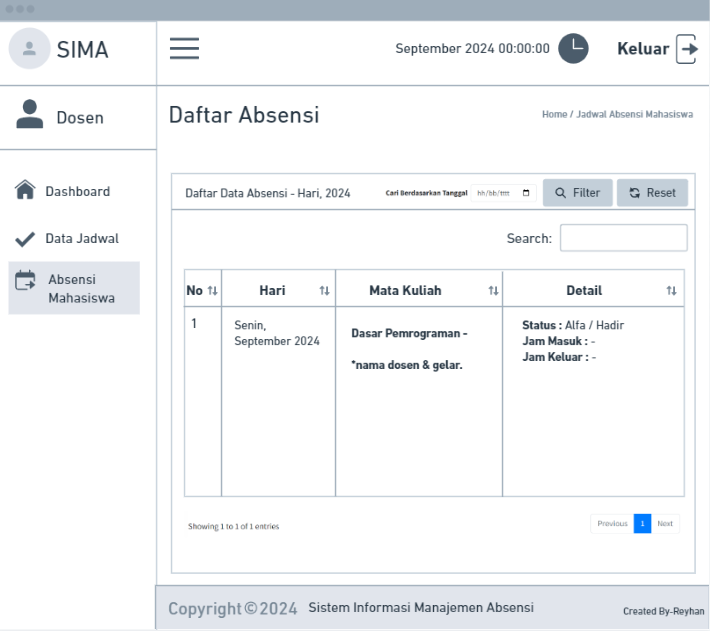 SIMA
September 2024 00:00:00
Keluar
Dosen
Dashboard
Data Jadwal
Absensi
Mahasiswa
Daftar Absensi
Home / Jadwal Absensi Mahasiswa
Daftar Data Absensi - Hari, 2024
Cari Berdasarkan Tanggal
hh/bb/tttt
Filter
Reset
Search:
No
Hari
Mata Kuliah
Detail
1
Senin,
September 2024
Dasar Pemrograman -
*nama dosen & gelar.
Status : Alfa / Hadir
Jam Masuk : -
Jam Keluar : -
Showing 1 to 1 of 1 entries
Previous 1 Next
Copyright©2024 Sistem Informasi Manajemen Absensi
Created By-Reyhan